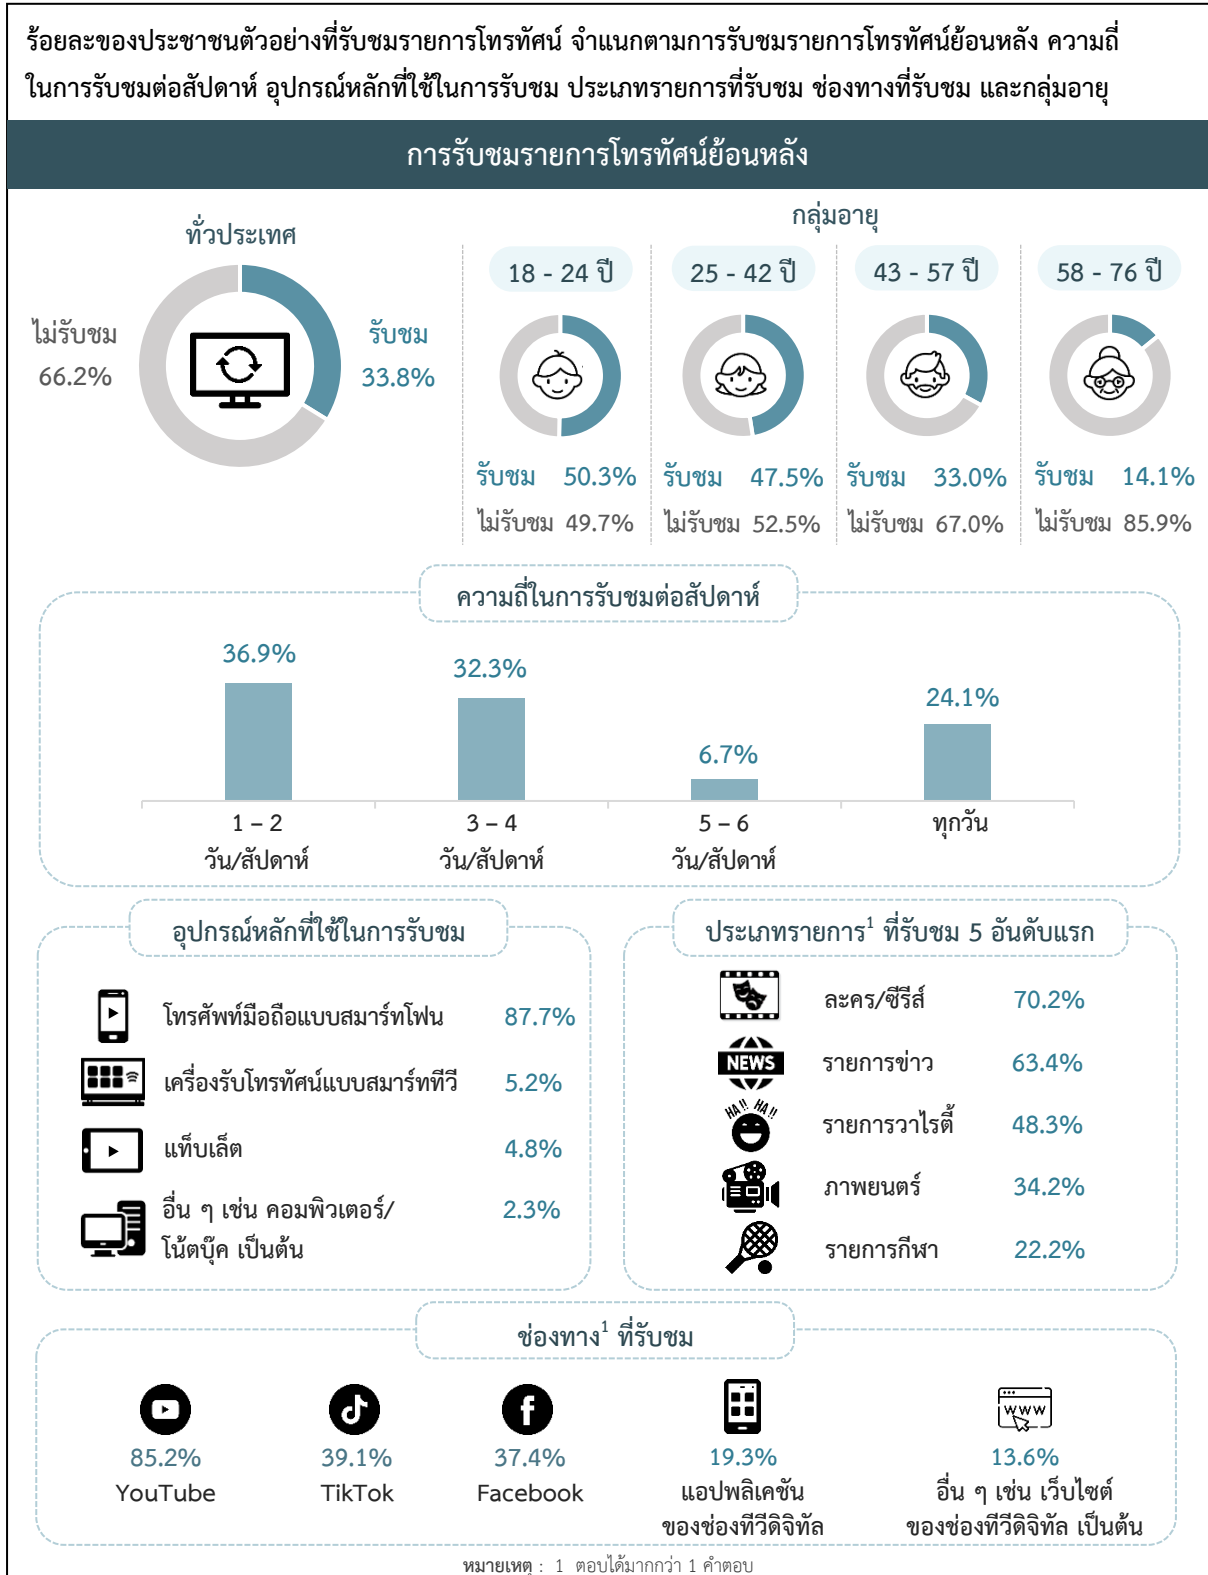 ร้อยละของประชาชนตัวอย่างที่รับชมรายการโทรทัศน์ จำแนกตามการรับชมรายการโทรทัศน์ย้อนหลัง ความถี่
ในการรับชมต่อสัปดาห์ อุปกรณ์หลักที่ใช้ในการรับชม ประเภทรายการที่รับชม ช่องทางที่รับชม และกลุ่มอายุ
การรับชมรายการโทรทัศน์ย้อนหลัง
ทั่วประเทศ
ไม่รับชม
66.2%
รับชม
33.8%
กลุ่มอายุ
18 - 24 ปี
25 - 42 ปี
43 - 57 ปี
58 - 76 ปี
รับชม 50.3%
รับชม 47.5%
รับชม 33.0%
รับชม 14.1%
ไม่รับชม 49.7%
ไม่รับชม 52.5%
ไม่รับชม 67.0%
ไม่รับชม 85.9%
ความถี่ในการรับชมต่อสัปดาห์
36.9%
32.3%
6.7%
24.1%
1 – 2
วัน/สัปดาห์
3 – 4
วัน/สัปดาห์
5 – 6
วัน/สัปดาห์
ทุกวัน
อุปกรณ์หลักที่ใช้ในการรับชม
โทรศัพท์มือถือแบบสมาร์ทโฟน 87.7%
เครื่องรับโทรทัศน์แบบสมาร์ททีวี 5.2%
แท็บเล็ต 4.8%
อื่น ๆ เช่น คอมพิวเตอร์/ 2.3%
โน้ตบุ๊ค เป็นต้น
ประเภทรายการ¹ ที่รับชม 5 อันดับแรก
ละคร/ซีรีส์ 70.2%
NEWS
รายการข่าว 63.4%
HA!! HA!!
รายการวาไรตี้ 48.3%
ภาพยนตร์ 34.2%
รายการกีฬา 22.2%
ช่องทาง¹ ที่รับชม
85.2%
YouTube
39.1%
TikTok
37.4%
Facebook
19.3%
แอปพลิเคชัน
ของช่องทีวีดิจิทัล
www
13.6%
อื่น ๆ เช่น เว็บไซต์
ของช่องทีวีดิจิทัล เป็นต้น
หมายเหตุ : 1 ตอบได้มากกว่า 1 คำตอบ